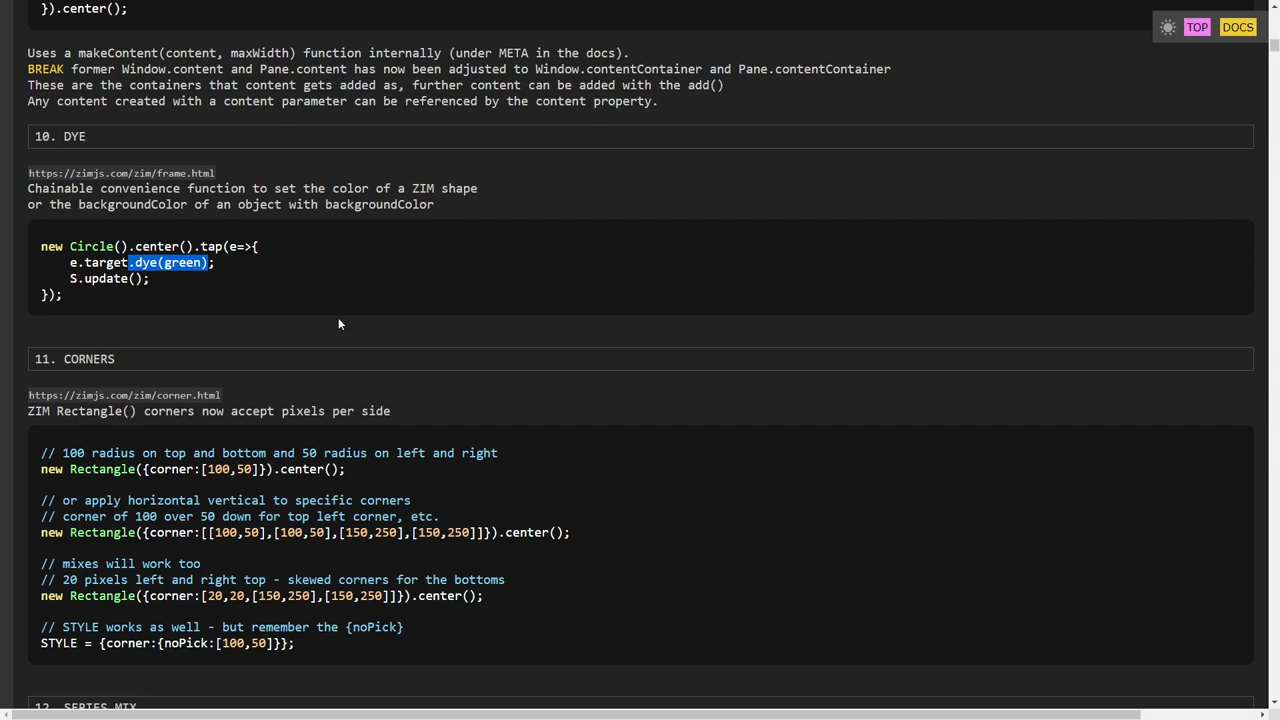 }).center();
TOP DOCS
Uses a makeContent(content, maxWidth) function internally (under META in the docs).
BREAK former Window.content and Pane.content has now been adjusted to Window.contentContainer and Pane.contentContainer
These are the containers that content gets added as, further content can be added with the add()
Any content created with a content parameter can be referenced by the content property.
10. DYE
https://zimjs.com/zim/frame.html
Chainable convenience function to set the color of a ZIM shape
or the backgroundColor of an object with backgroundColor
new Circle().center().tap(e=>{
e.target.dye(green);
S.update();
});
11. CORNERS
https://zimjs.com/zim/corner.html
ZIM Rectangle() corners now accept pixels per side
// 100 radius on top and bottom and 50 radius on left and right
new Rectangle({corner:[100,50]}).center();
// or apply horizontal vertical to specific corners
// corner of 100 over 50 down for top left corner, etc.
new Rectangle({corner:[[100,50],[100,50],[150,250],[150,250]]}).center();
// mixes will work too
// 20 pixels left and right top - skewed corners for the bottoms
new Rectangle({corner:[20,20,[150,250],[150,250]]}).center();
// STYLE works as well - but remember the {noPick}
STYLE = {corner:{noPick:[100,50]}};
12. SERIES MIX